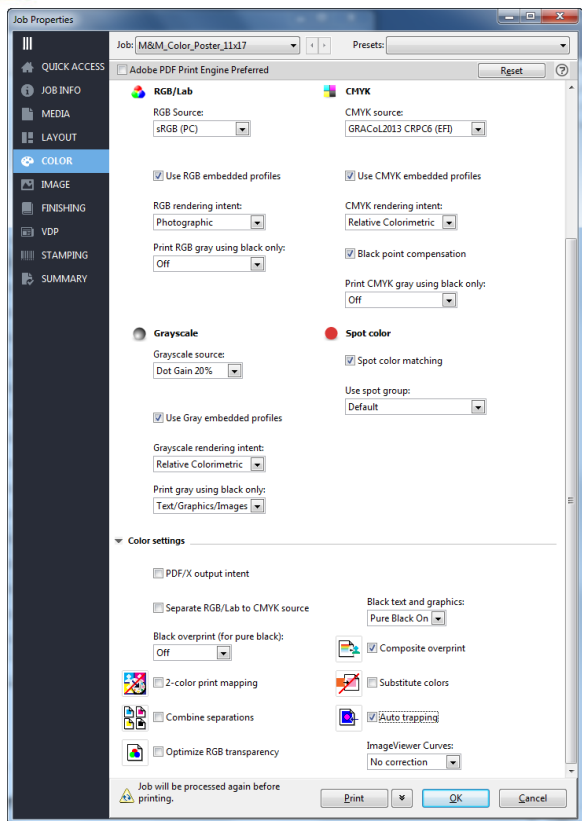 Job Properties
Job: M&M_Color_Poster_11x17 Presets:
QUICK ACCESS
JOB INFO
MEDIA
LAYOUT
COLOR
IMAGE
FINISHING
VDP
STAMPING
SUMMARY
Adobe PDF Print Engine Preferred Reset
RGB/Lab
RGB Source:
sRGB (PC)
Use RGB embedded profiles
RGB rendering intent:
Photographic
Print RGB gray using black only:
Off
CMYK
CMYK source:
GRACoL2013 CRPC6 (EFI)
Use CMYK embedded profiles
CMYK rendering intent:
Relative Colorimetric
Black point compensation
Print CMYK gray using black only:
Off
Grayscale
Grayscale source:
Dot Gain 20%
Use Gray embedded profiles
Grayscale rendering intent:
Relative Colorimetric
Print gray using black only:
Text/Graphics/Images
Spot color
Spot color matching
Use spot group:
Default
Color settings
PDF/X output intent
Separate RGB/Lab to CMYK source
Black overprint (for pure black):
Off
2-color print mapping
Combine separations
Optimize RGB transparency
Black text and graphics:
Pure Black On
Composite overprint
Substitute colors
Auto trapping
ImageViewer Curves:
No correction
Job will be processed again before
printing.
Print OK Cancel